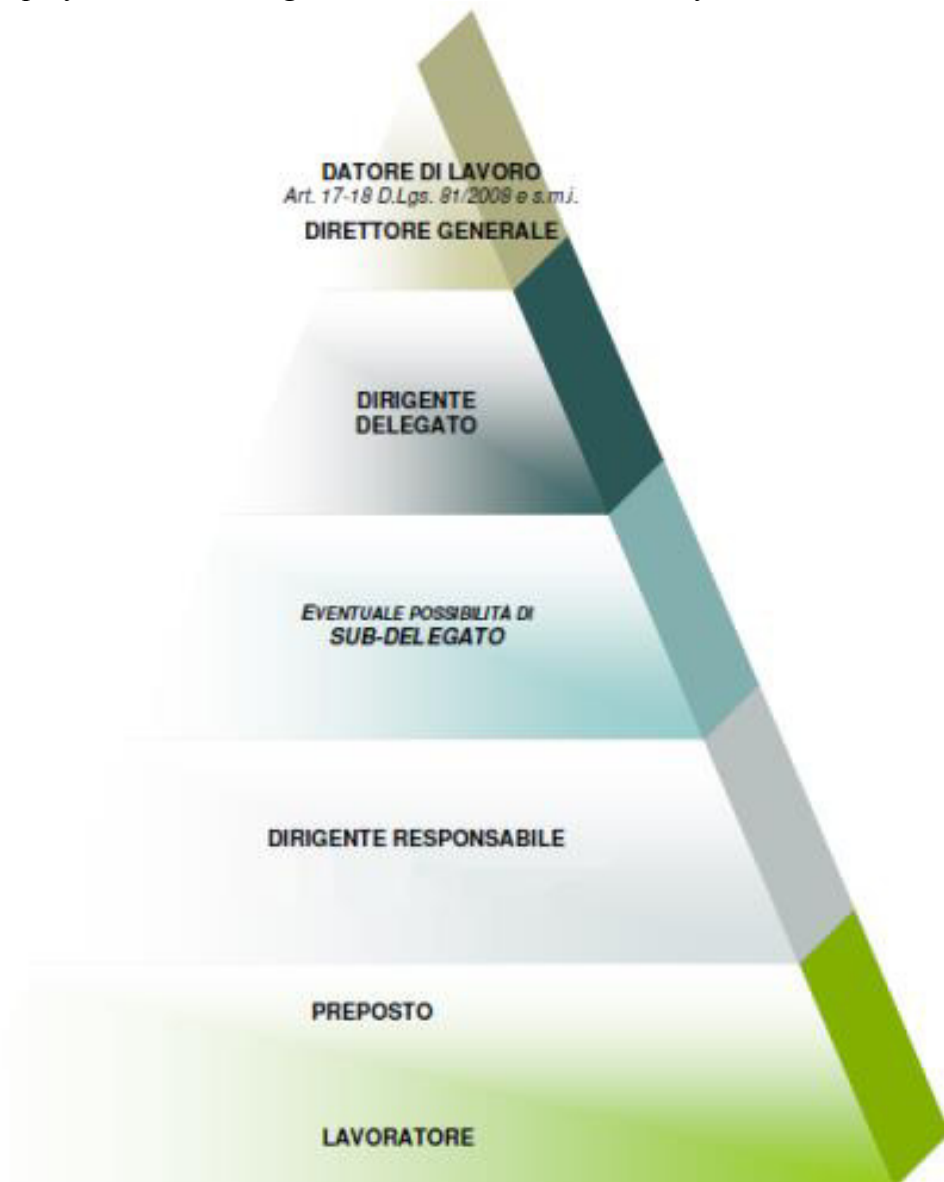 DATORE DI LAVORO
Art. 17-18 D.Lgs. 81/2008 e s.m.i.
DIRETTORE GENERALE
DIRIGENTE
DELEGATO
EVENTUALE POSSIBILITÀ DI
SUB-DELEGATO
DIRIGENTE RESPONSABILE
PREPOSTO
LAVORATORE